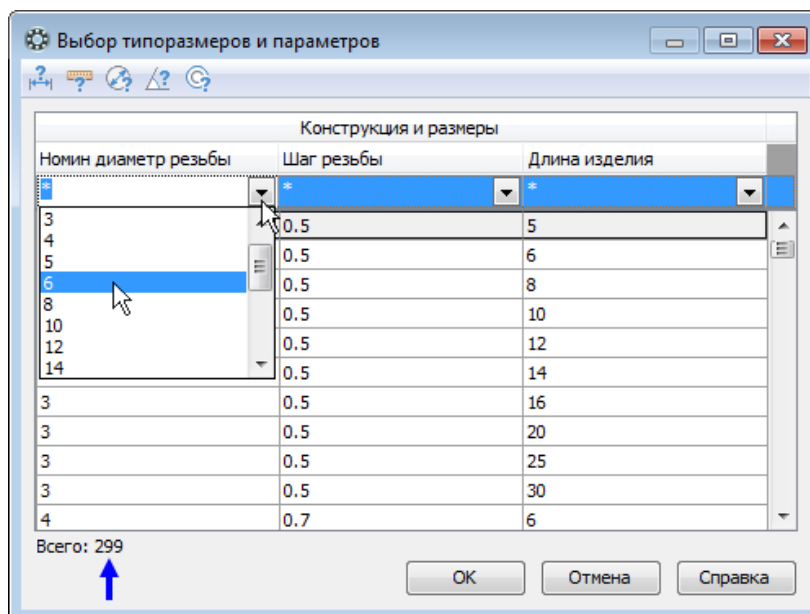 Выбор типоразмеров и параметров
Конструкция и размеры
Номин диаметр резьбы Шаг резьбы Длина изделия
* * *
3 0.5 5
4
5 0.5 6
6 0.5 8
8
10 0.5 10
12 0.5 12
14 0.5 14
3 0.5 16
3 0.5 20
3 0.5 25
3 0.5 30
4 0.7 6
Всего: 299
OK Отмена Справка